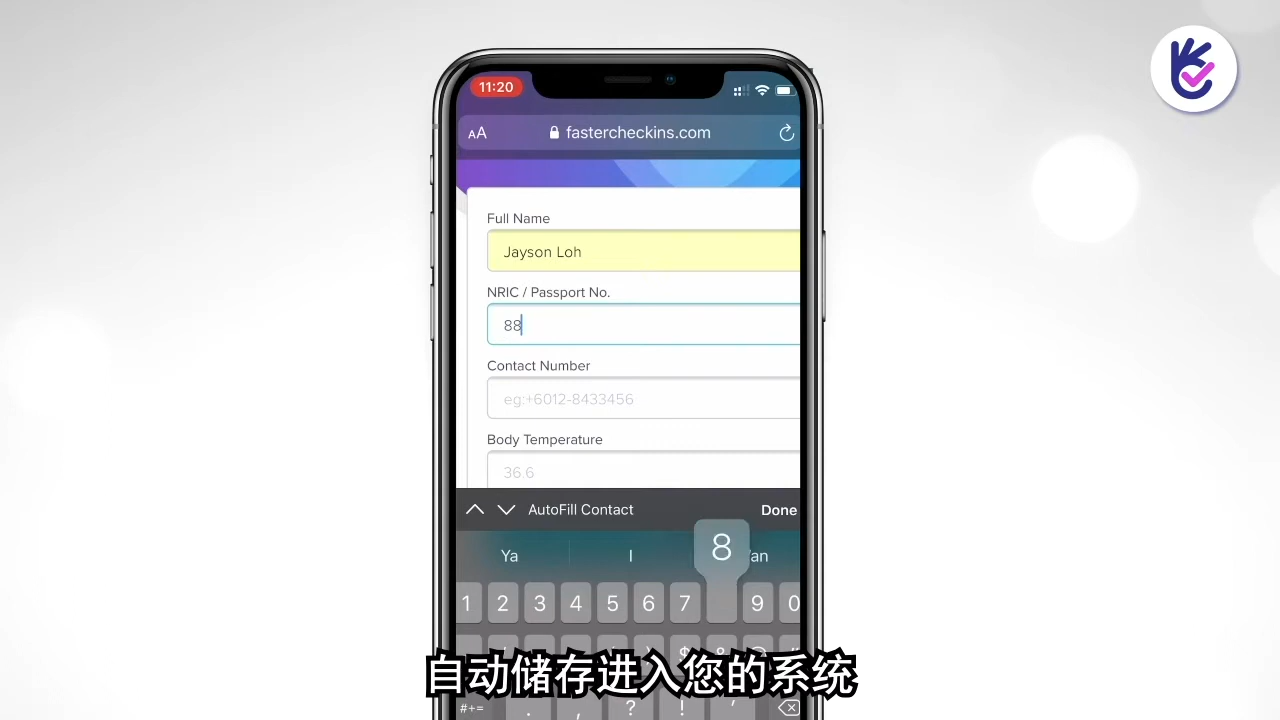 11:20
AA
fastercheckins.com
Full Name
Jayson Loh
NRIC / Passport No.
88
Contact Number
eg:+6012-8433456
Body Temperature
36.6
AutoFill Contact
Done
Ya
I
8
1 2 3 4 5 6 7 9 0
自动储存进入您的系统
#+= . , ? ! '